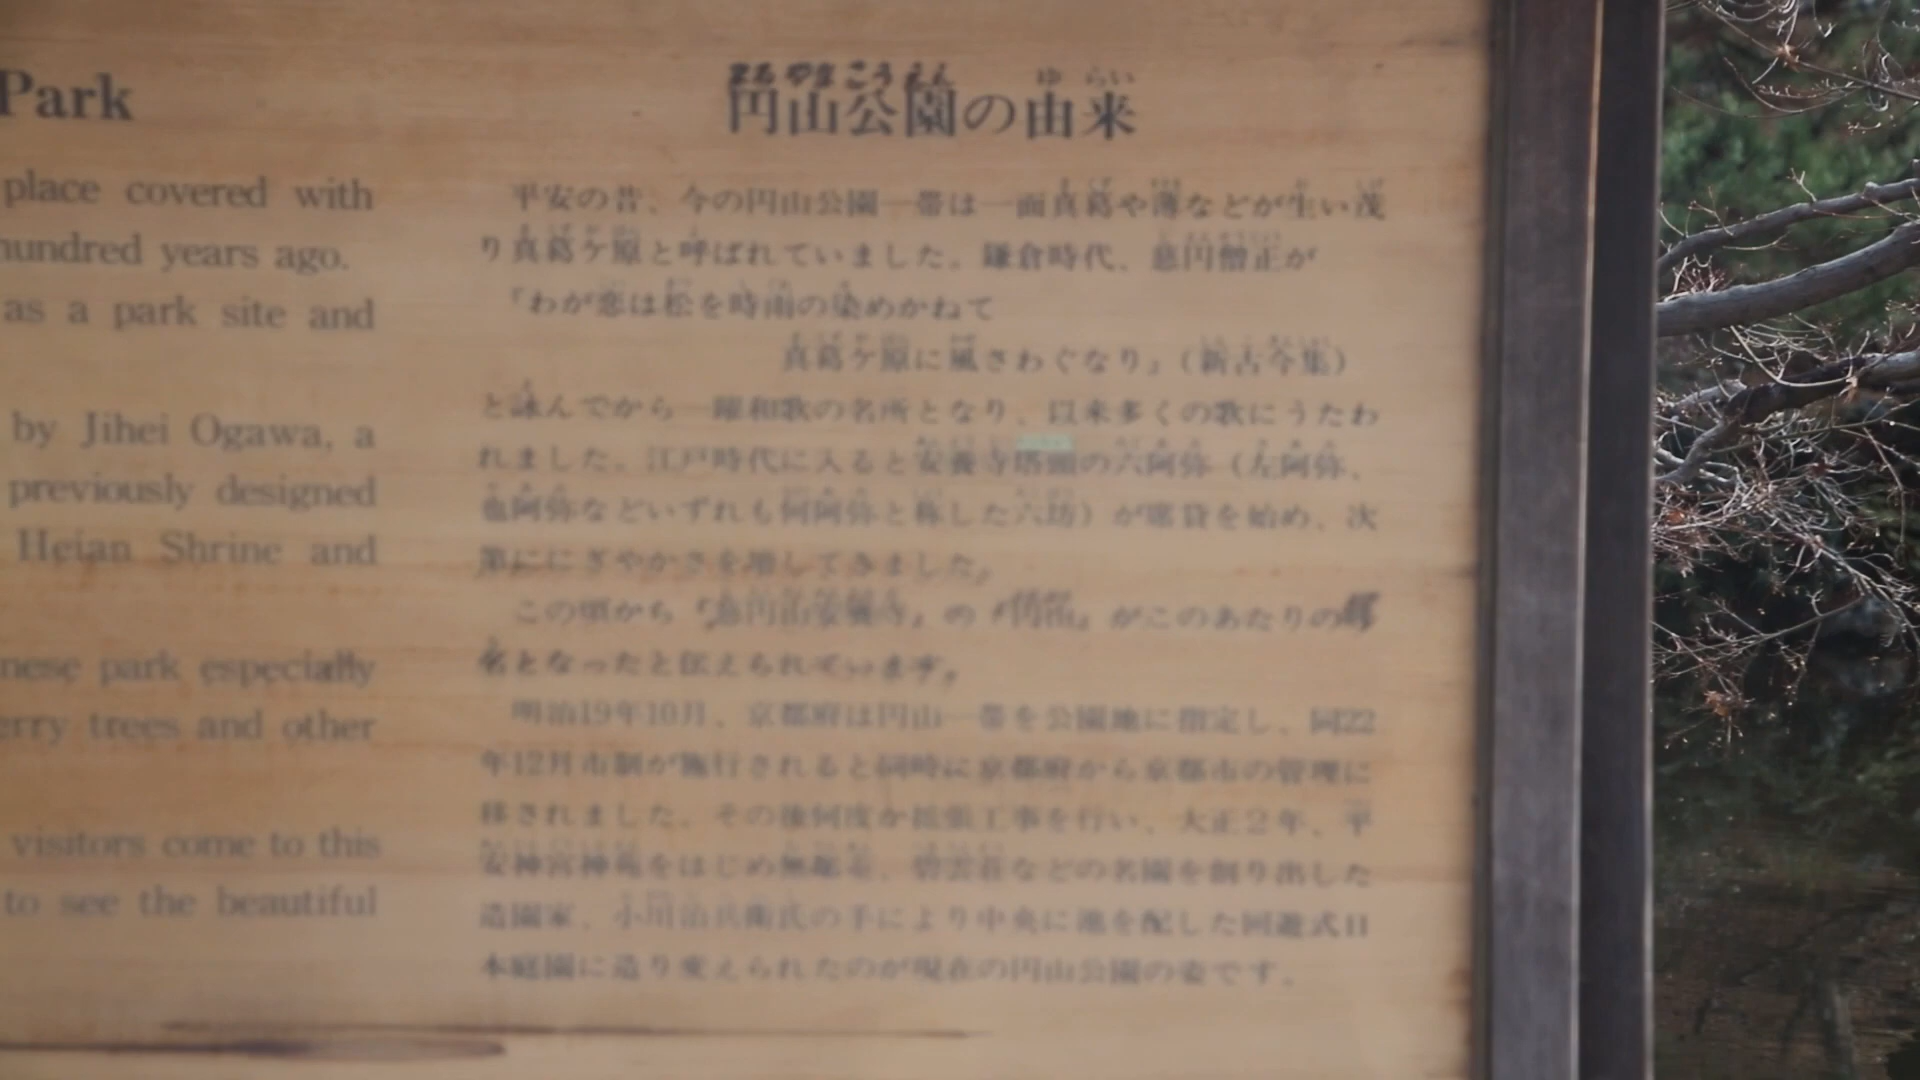 Park
place covered with
hundred years ago.
as a park site and
by Jihei Ogawa, a
previously designed
Heian Shrine and
nese park especially
erry trees and other
visitors come to this
to see the beautiful
まるやまこうえん ゆらい
円山公園の由来
平安の昔、今の円山公園一帯は一面真葛や薄などが生い茂
り真葛ケ原と呼ばれていました。鎌倉時代、慈円僧正が
「わが恋は松を時雨の染めかねて
真葛ケ原に風さわぐなり」(新古今集)
と詠んでから一躍和歌の名所となり、以来多くの歌にうたわ
れました。江戸時代に入ると安養寺塔頭の六阿弥(左阿弥、
也阿弥などいずれも何阿弥と称した六坊)が席貸を始め、次
第ににぎやかさを増してきました。
この頃から「慈円山安養寺」の「円山」がこのあたりの
名となったと伝えられています。
明治19年10月、京都府は円山一帯を公園地に指定し、同22
年12月市制が施行されると同時に京都府から京都市の管理に
移されました。その後何度か拡張工事を行い、大正2年、平
安神宮神苑をはじめ無鄰菴、碧雲荘などの名園を創り出した
造園家、小川治兵衛氏の手により中央に池を配した回遊式日
本庭園に造り変えられたのが現在の円山公園の姿です。